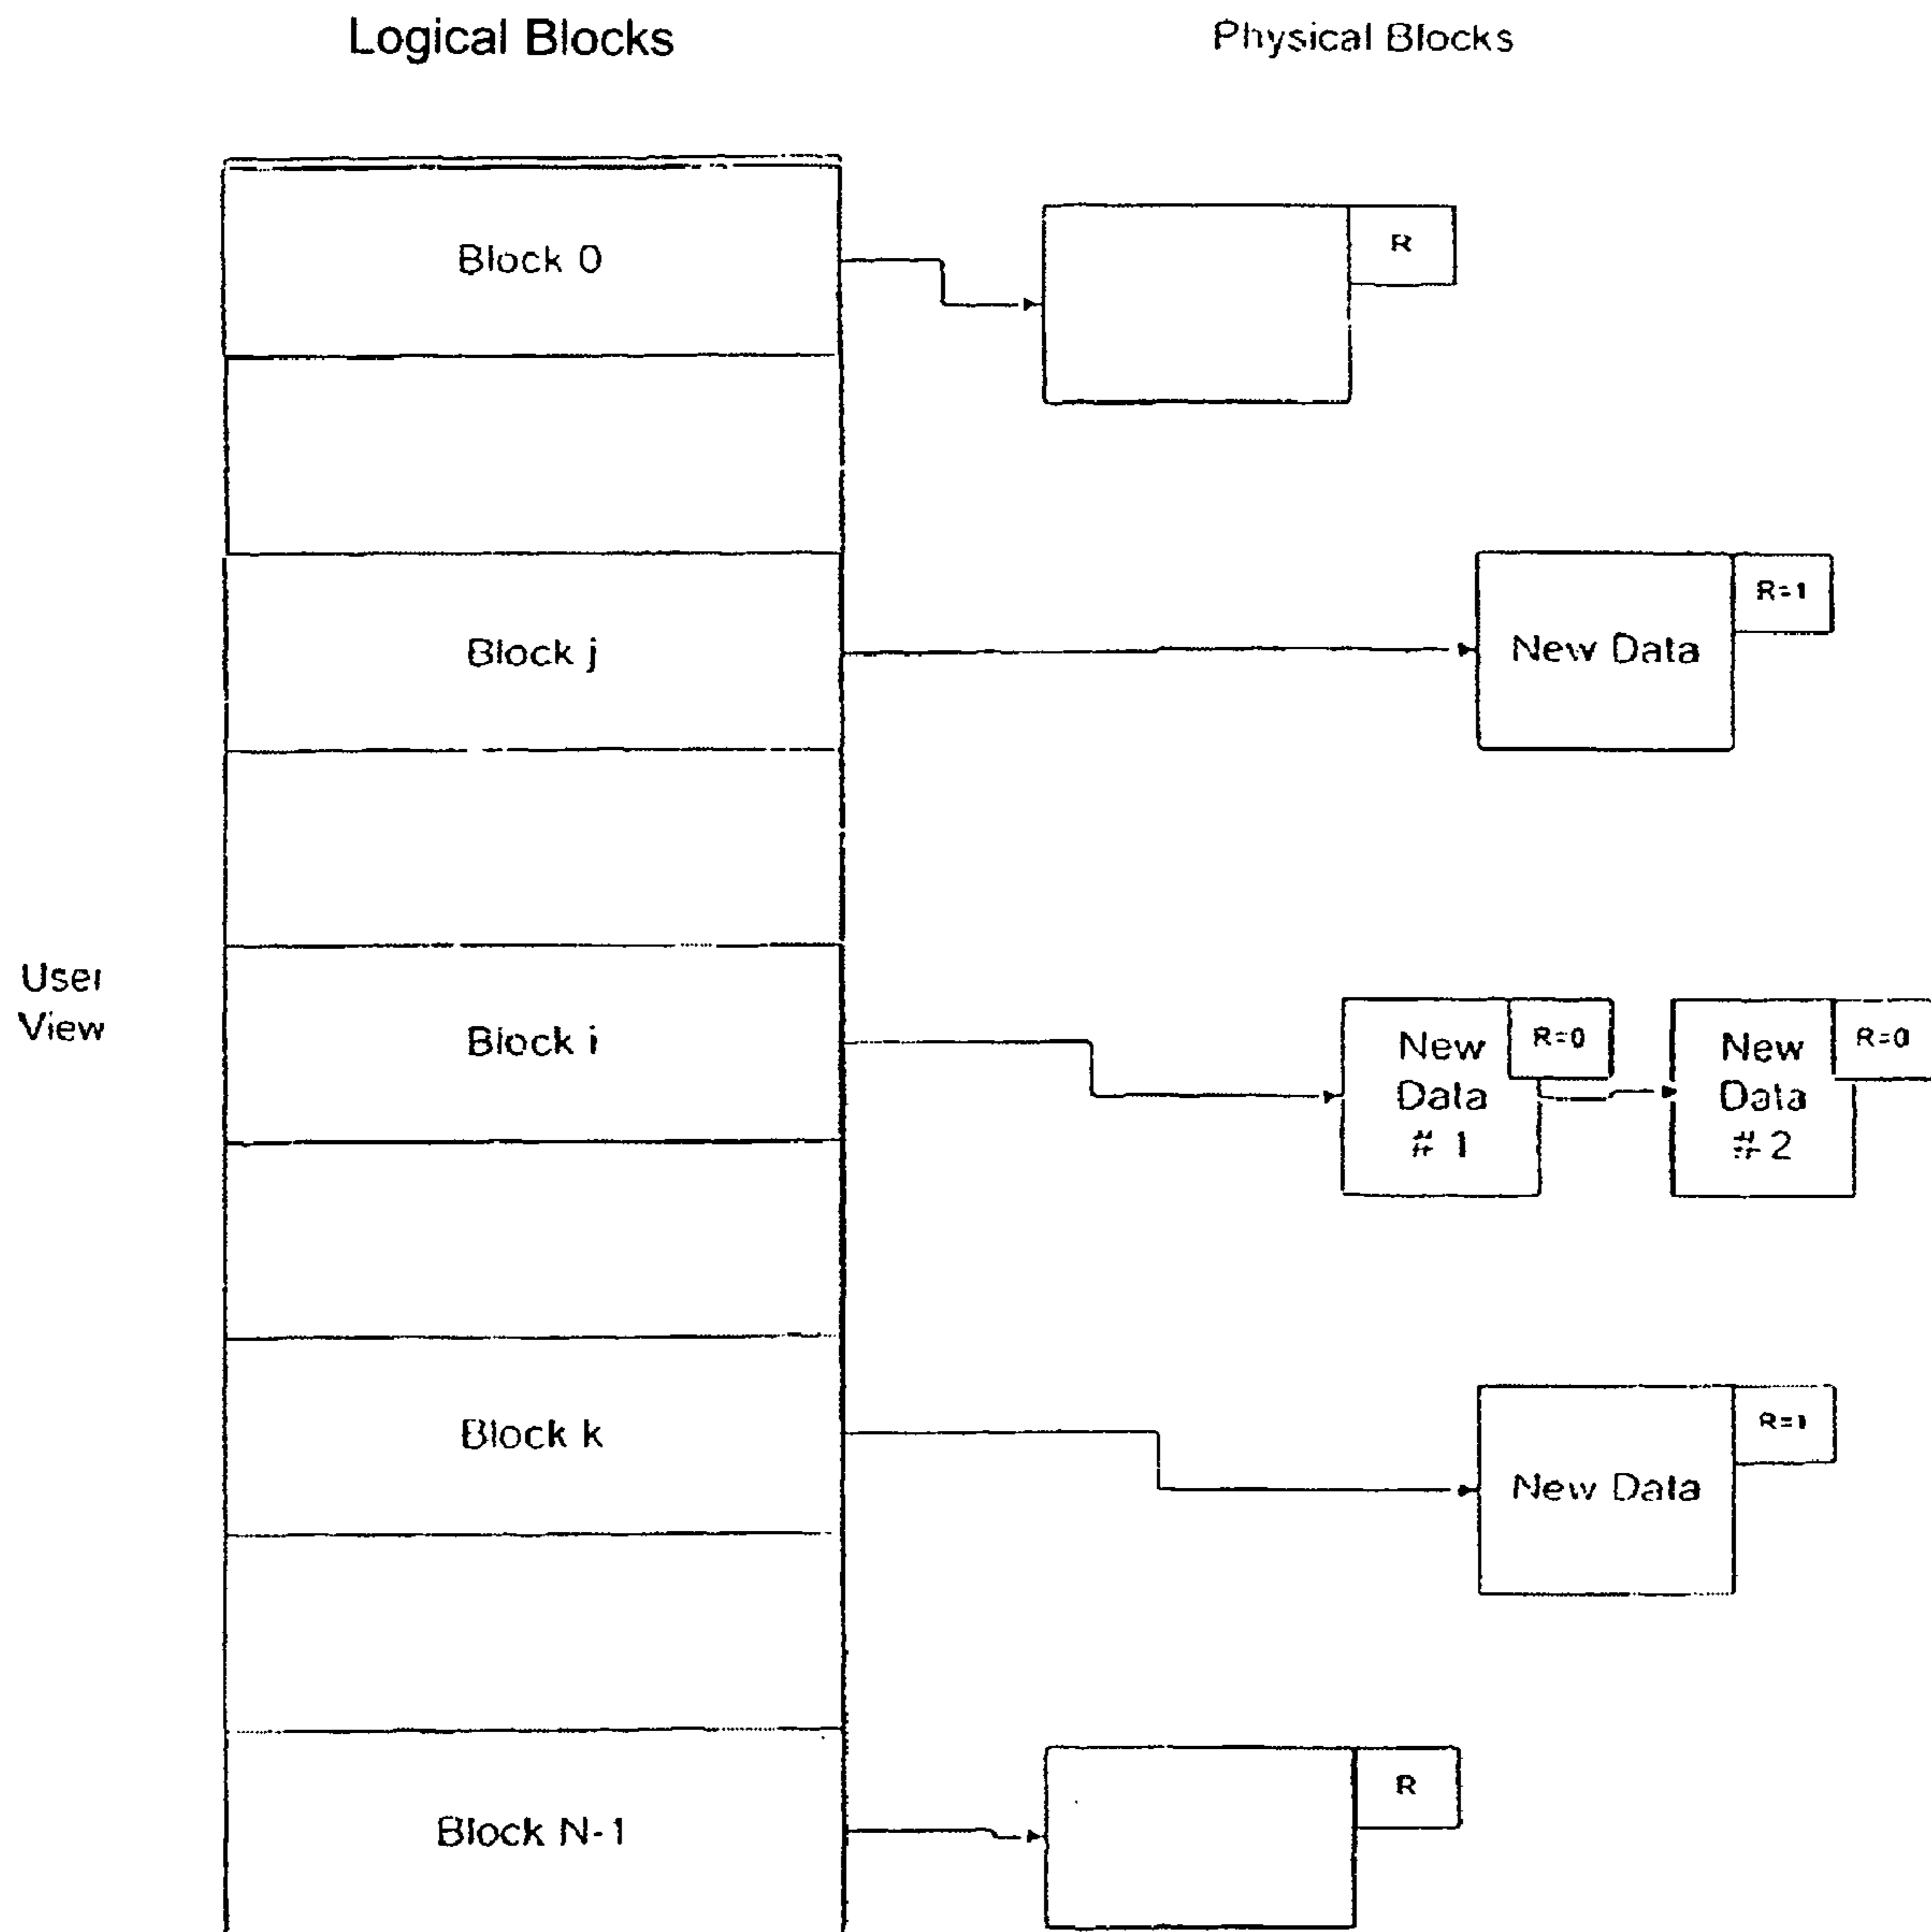 Logical Blocks
Physical Blocks
Block 0
R
Block j
New Data
R=1
User
View
Block i
New
Data
# 1
R=0
New
Data
# 2
R=0
Block k
New Data
R=1
Block N-1
R